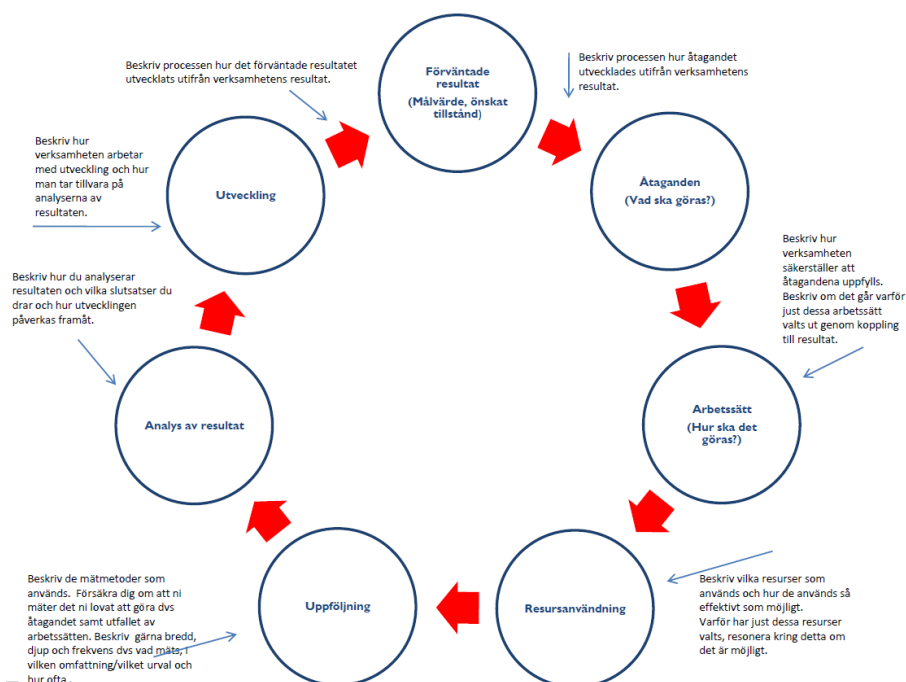 Beskriv processen hur det förväntade resultatet
utvecklats utifrån verksamhetens resultat.
Förväntade
resultat
(Målvärde, önskat
tillstånd)
Beskriv processen hur åtagandet
utvecklades utifrån verksamhetens
resultat.
Åtaganden
(Vad ska göras?)
Beskriv hur
verksamheten
säkerställer att
åtagandena uppfylls.
Beskriv om det går varför
just dessa arbetssätt
valts ut genom koppling
till resultat.
Arbetssätt
(Hur ska det
göras?)
Beskriv vilka resurser som
används och hur de används så
effektivt som möjligt.
Varför har just dessa resurser
valts, resonera kring detta om
det är möjligt.
Resursanvändning
Uppföljning
Beskriv de mätmetoder som
används.  Försäkra dig om att ni
mäter det ni lovat att göra dvs
åtagandet samt utfallet av
arbetssätten. Beskriv  gärna bredd,
djup och frekvens dvs vad mäts, i
vilken omfattning/vilket urval och
hur ofta .
Analys av resultat
Beskriv hur du analyserar
resultaten och vilka slutsatser du
drar och hur utvecklingen
påverkas framåt.
Utveckling
Beskriv hur
verksamheten arbetar
med utveckling och hur
man tar tillvara på
analyserna av
resultaten.